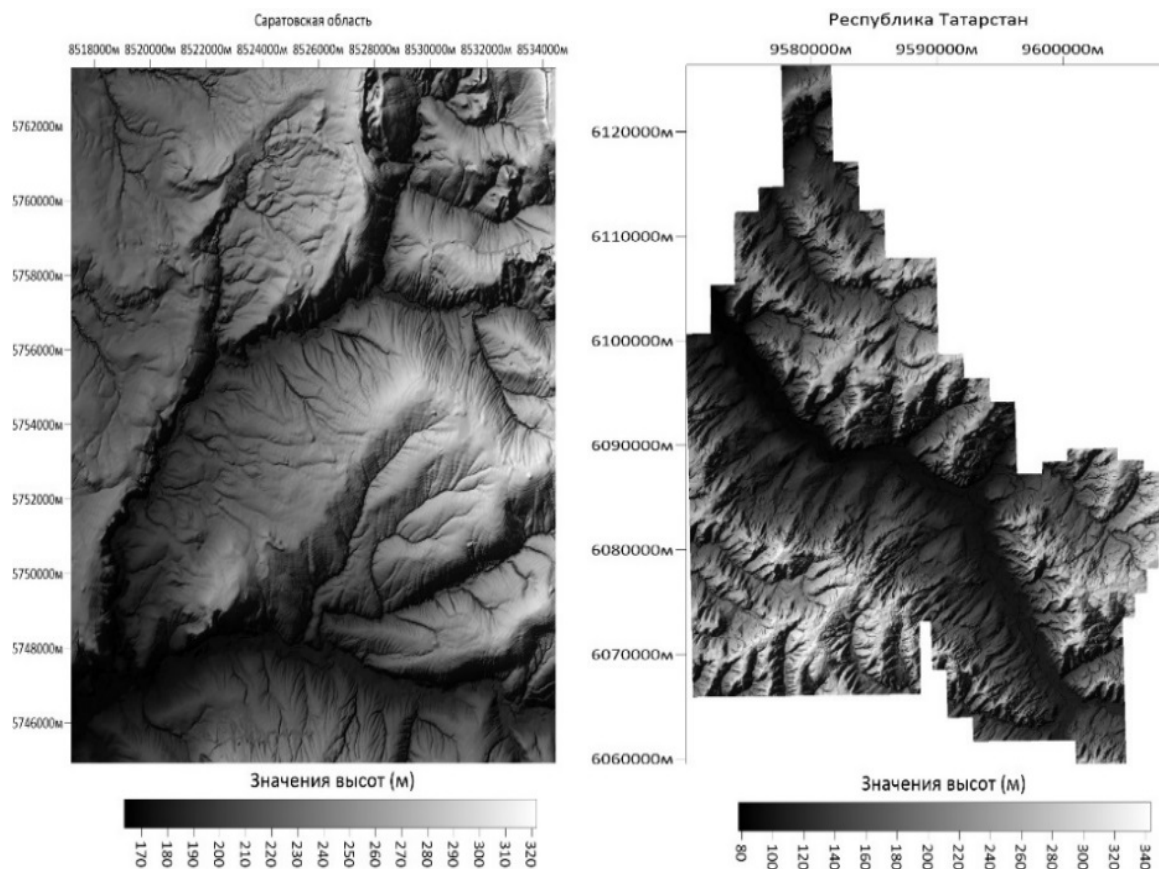 Саратовская область
8518000м 8520000м 8522000м 8524000м 8526000м 8528000м 8530000м 8532000м 8534000м
5762000м
5760000м
5758000м
5756000м
5754000м
5752000м
5750000м
5748000м
5746000м
Значения высот (м)
170 180 190 200 210 220 230 240 250 260 270 280 290 300 310 320
Республика Татарстан
9580000м 9590000м 9600000м
6120000м
6110000м
6100000м
6090000м
6080000м
6070000м
6060000м
Значения высот (м)
80 100 120 140 160 180 200 220 240 260 280 300 320 340